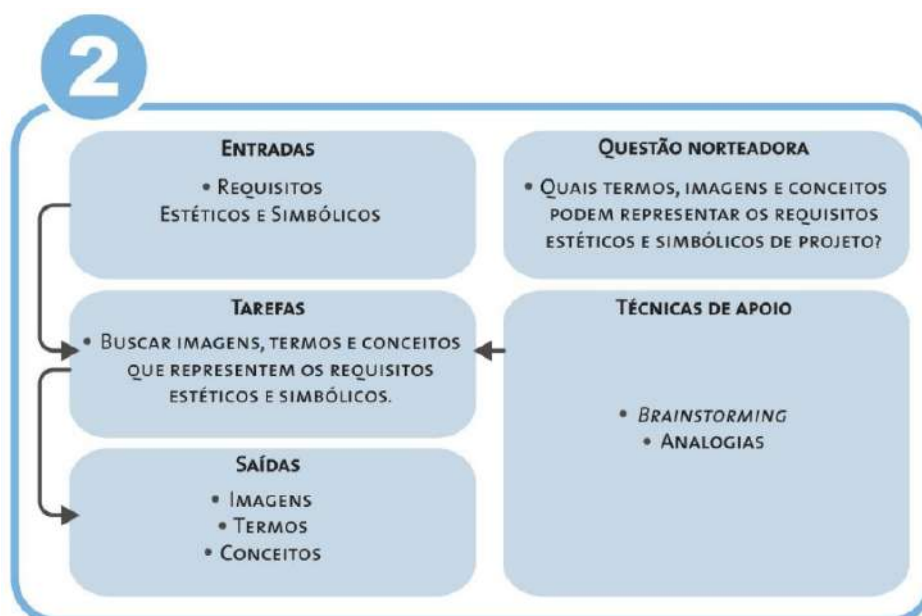 2
ENTRADAS
• REQUISITOS
ESTÉTICOS E SIMBÓLICOS
QUESTÃO NORTEADORA
• QUAIS TERMOS, IMAGENS E CONCEITOS
PODEM REPRESENTAR OS REQUISITOS
ESTÉTICOS E SIMBÓLICOS DE PROJETO?
TAREFAS
• BUSCAR IMAGENS, TERMOS E CONCEITOS
QUE REPRESENTEM OS REQUISITOS
ESTÉTICOS E SIMBÓLICOS.
TÉCNICAS DE APOIO
• BRAINSTORMING
• ANALOGIAS
SAÍDAS
• IMAGENS
• TERMOS
• CONCEITOS